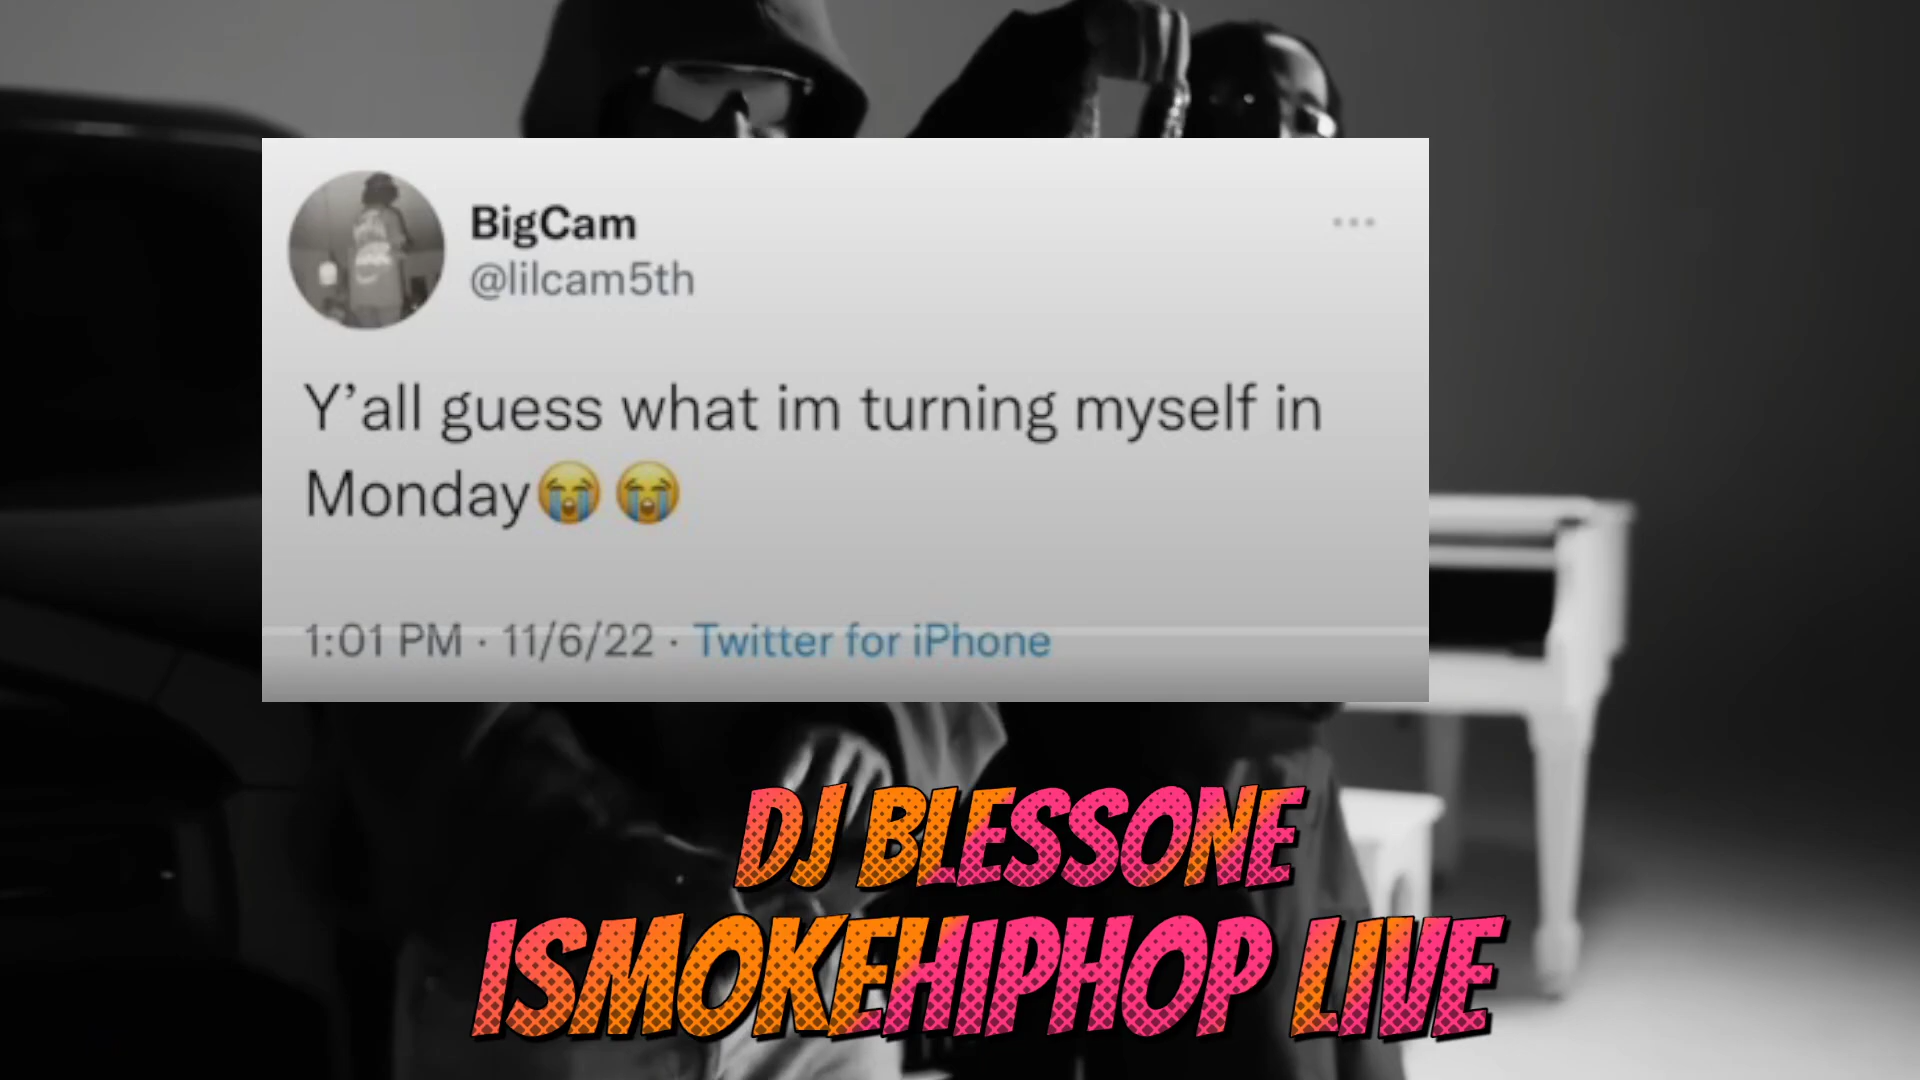 BigCam
@lilcam5th
Y’all guess what im turning myself in
Monday😭😭
1:01 PM · 11/6/22 · Twitter for iPhone
DJ BLESSONE
ISMOKEHIPHOP LIVE